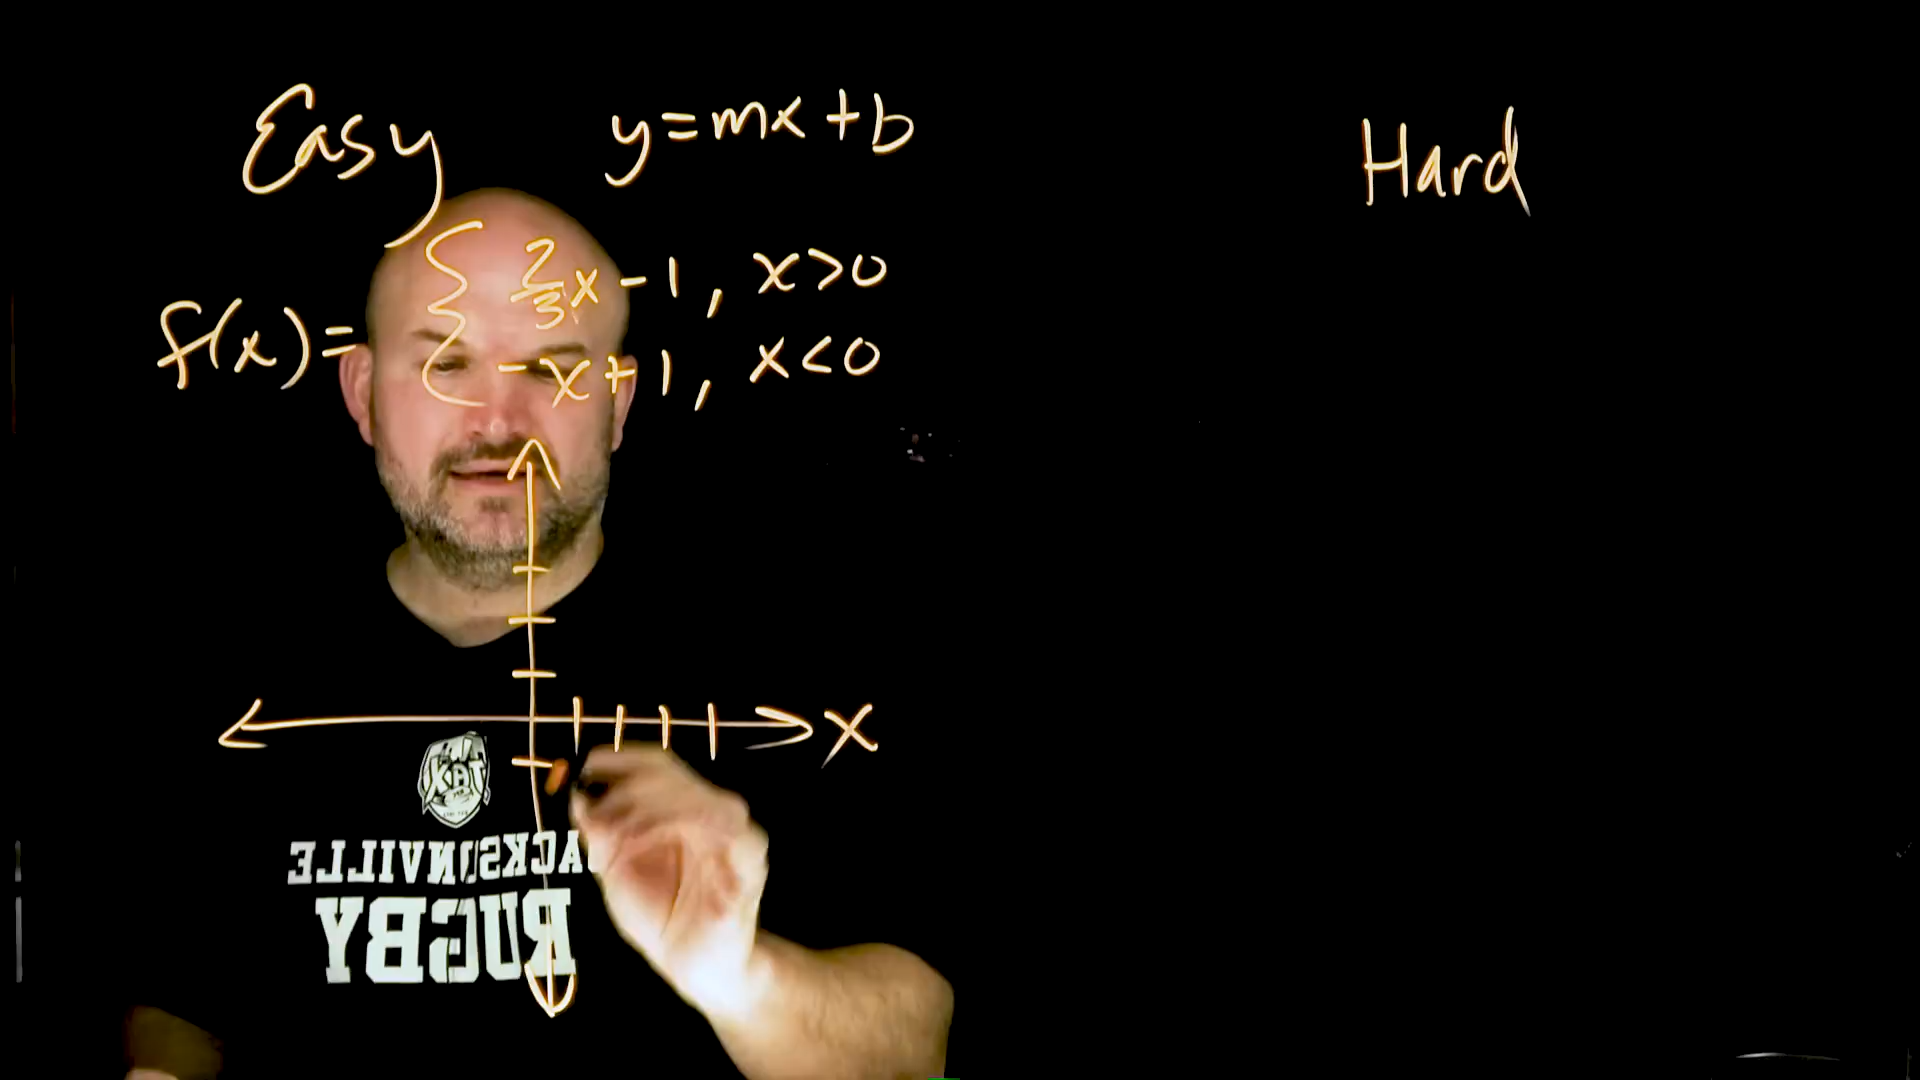 Easy y=mx+b
Hard
f(x)= { 2/3x-1, x>0
-x+1, x<0
x
JACKSONVILLE
RUGBY